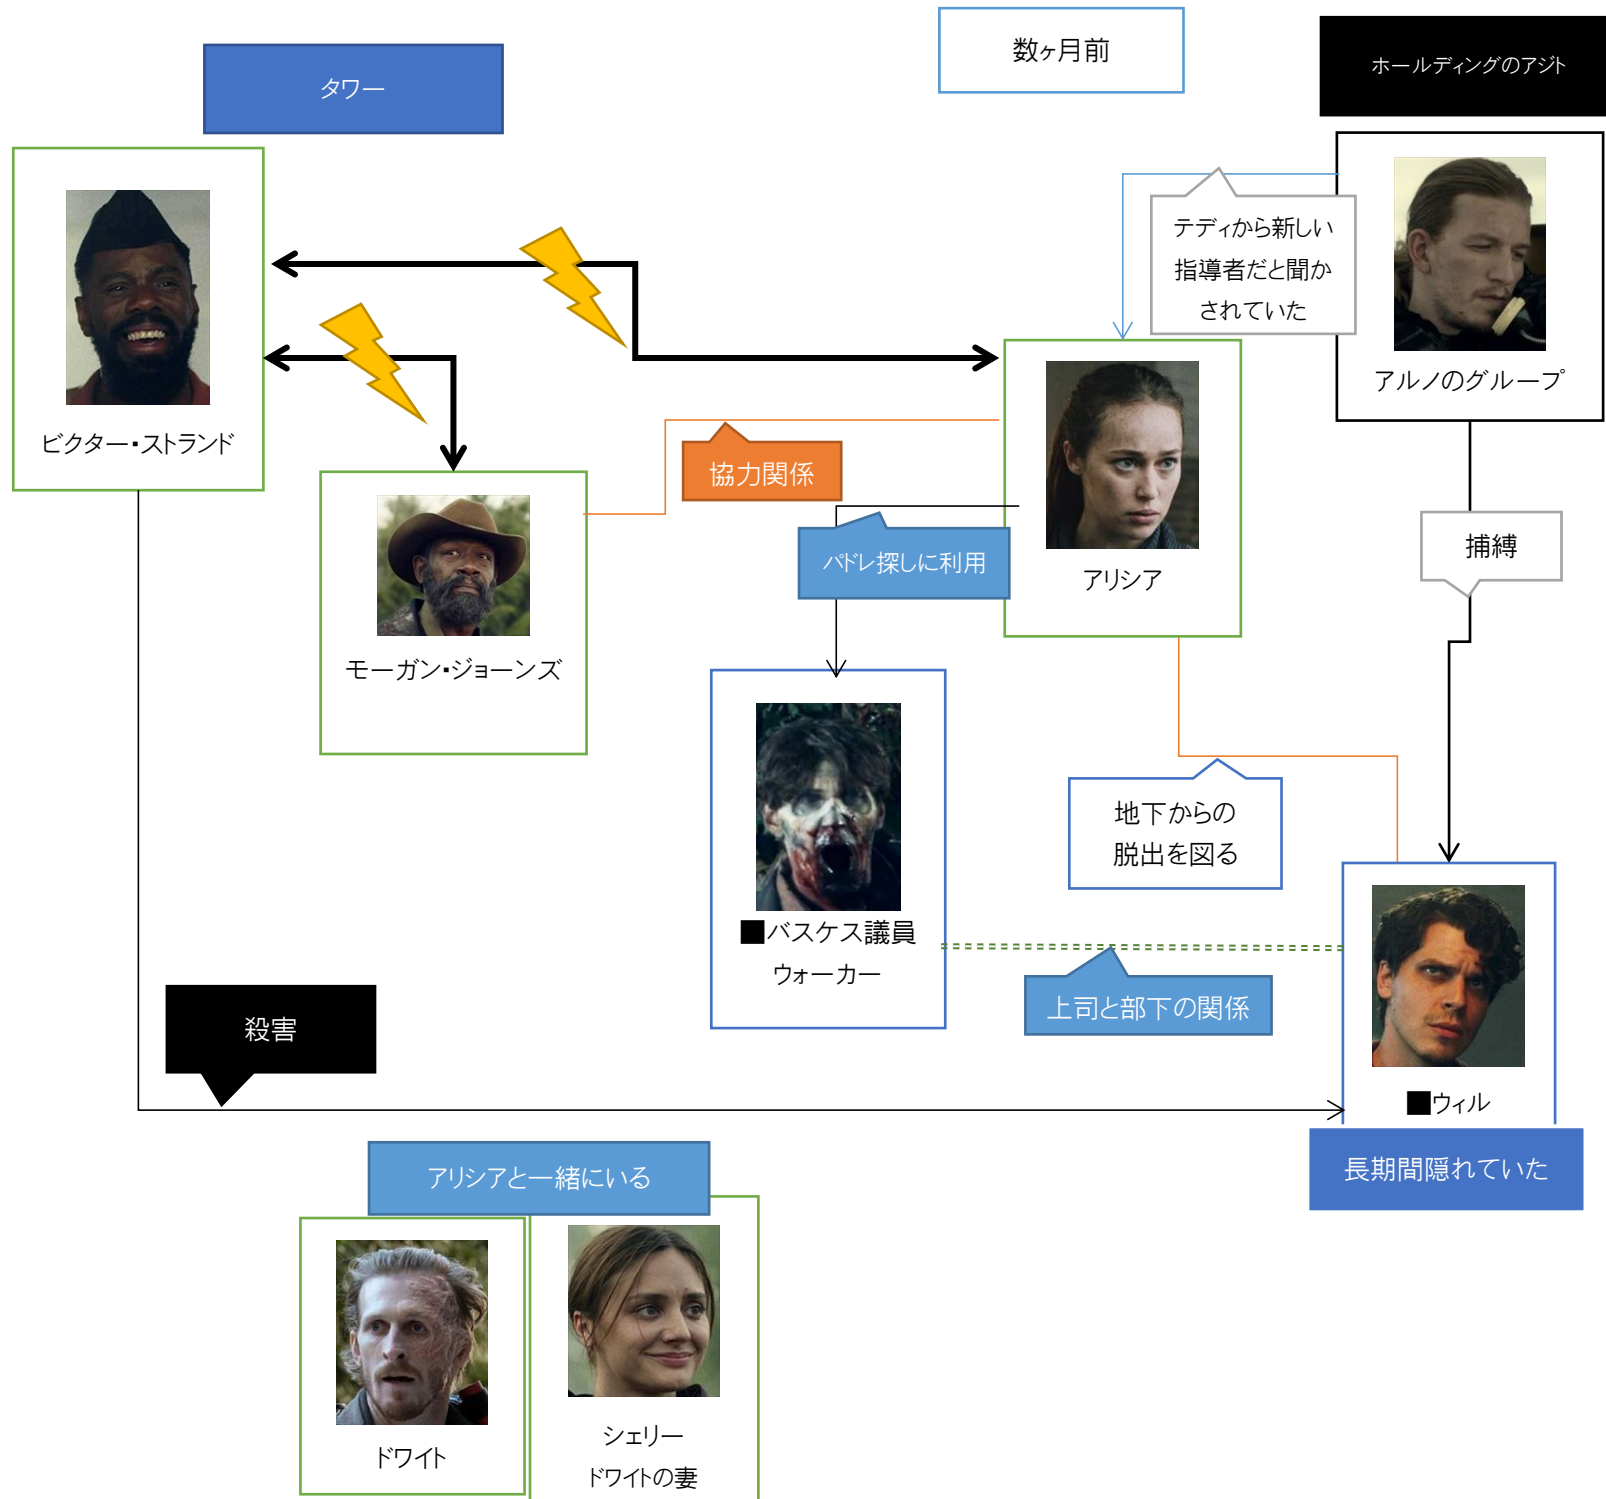 数ヶ月前
ホールディングのアジト
タワー
テディから新しい
指導者だと聞か
されていた
アルノのグループ
ビクター・ストランド
協力関係
捕縛
パドレ探しに利用
アリシア
モーガン・ジョーンズ
地下からの
脱出を図る
■バスケス議員
ウォーカー
上司と部下の関係
殺害
■ウィル
長期間隠れていた
アリシアと一緒にいる
ドワイト
シェリー
ドワイトの妻